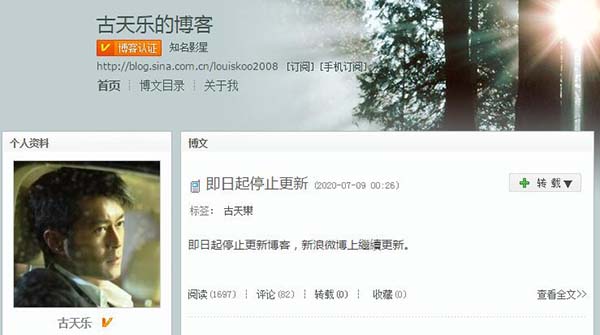 古天乐的博客
博客认证 知名影星
http://blog.sina.com.cn/louiskoo2008 [订阅] [手机订阅]
首页 博文目录 关于我
个人资料
博文
即日起停止更新 (2020-07-09 00:26)
转载▼
标签： 古天樂
即日起停止更新博客，新浪微博上繼續更新。
阅读(1697) 评论(82) 转载(0) 收藏(0)
查看全文>>
古天乐